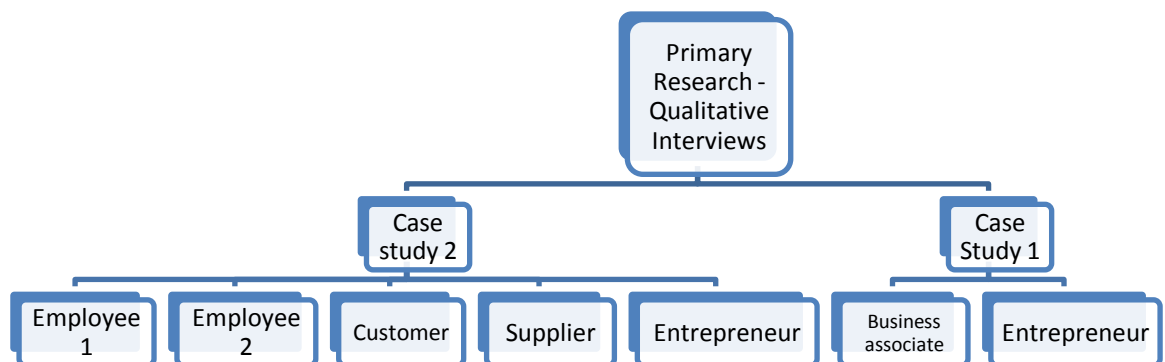 Primary
Research -
Qualitative
Interviews
Case
study 2
Case
Study 1
Employee
1
Employee
2
Customer
Supplier
Entrepreneur
Business
associate
Entrepreneur